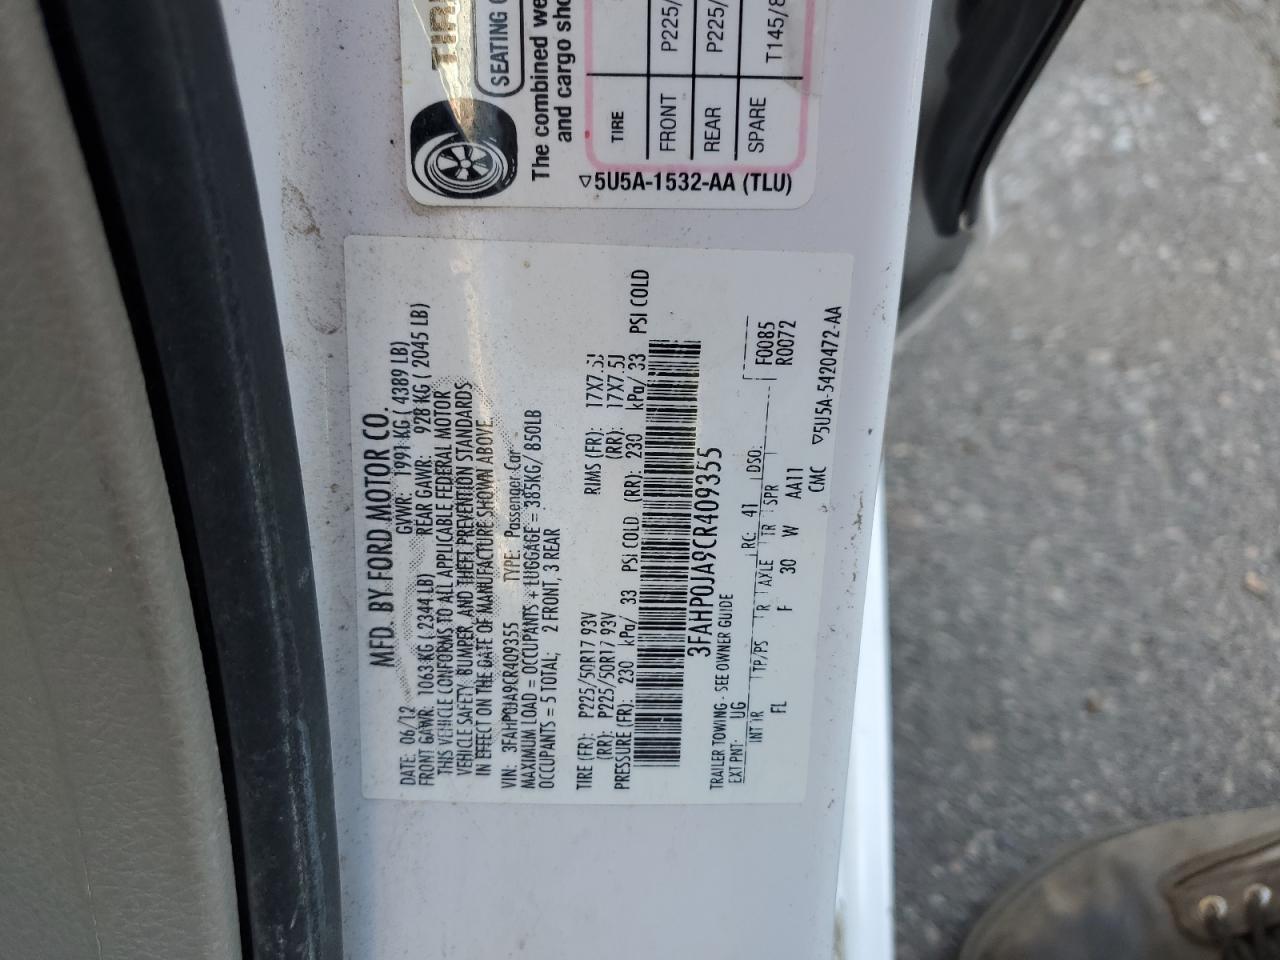 TIR
SEATING
The combined we
and cargo sho
TIRE
FRONT P225/
REAR P225/
SPARE T145/8
▽5U5A-1532-AA (TLU)
MFD. BY FORD MOTOR CO.
DATE: 06/12 GVWR: 1991 KG ( 4389 LB)
FRONT GAWR: 1063 KG ( 2344 LB) REAR GAWR: 928 KG ( 2045 LB)
THIS VEHICLE CONFORMS TO ALL APPLICABLE FEDERAL MOTOR
VEHICLE SAFETY, BUMPER, AND THEFT PREVENTION STANDARDS
IN EFFECT ON THE DATE OF MANUFACTURE SHOWN ABOVE.
VIN: 3FAHP0JA9CR409355 TYPE: Passenger Car
MAXIMUM LOAD = OCCUPANTS + LUGGAGE = 385KG/ 850LB
OCCUPANTS = 5 TOTAL; 2 FRONT, 3 REAR
TIRE (FR): P225/50R17 93V RIMS (FR): 17X7.5J
(RR): P225/50R17 93V (RR): 17X7.5J
PRESSURE (FR): 230 kPa/ 33 PSI COLD (RR): 230 kPa/ 33 PSI COLD
3FAHP0JA9CR409355
TRAILER TOWING - SEE OWNER GUIDE
EXT PNT: UG RC: 41 DSO: F0085
R0072
INT TR TP/PS R AXLE TR SPR
FL F 30 W AA11
CMC ▽5U5A-5420472-AA